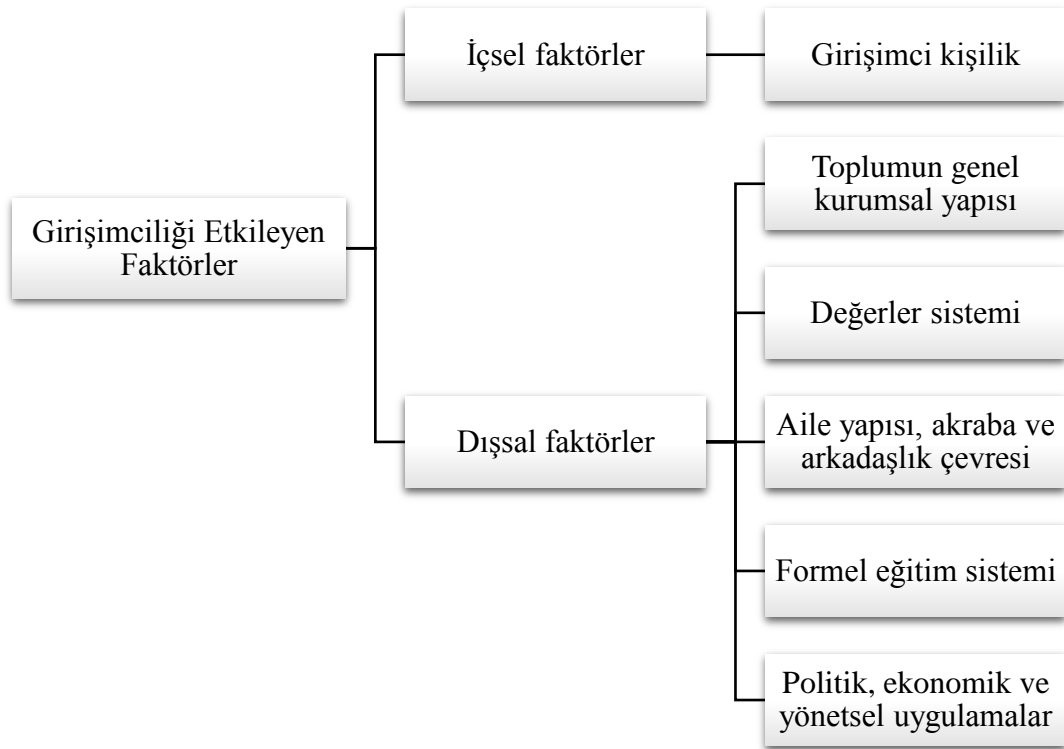 Girişimciliği Etkileyen
Faktörler
İçsel faktörler
Girişimci kişilik
Dışsal faktörler
Toplumun genel
kurumsal yapısı
Değerler sistemi
Aile yapısı, akraba ve
arkadaşlık çevresi
Formel eğitim sistemi
Politik, ekonomik ve
yönetsel uygulamalar